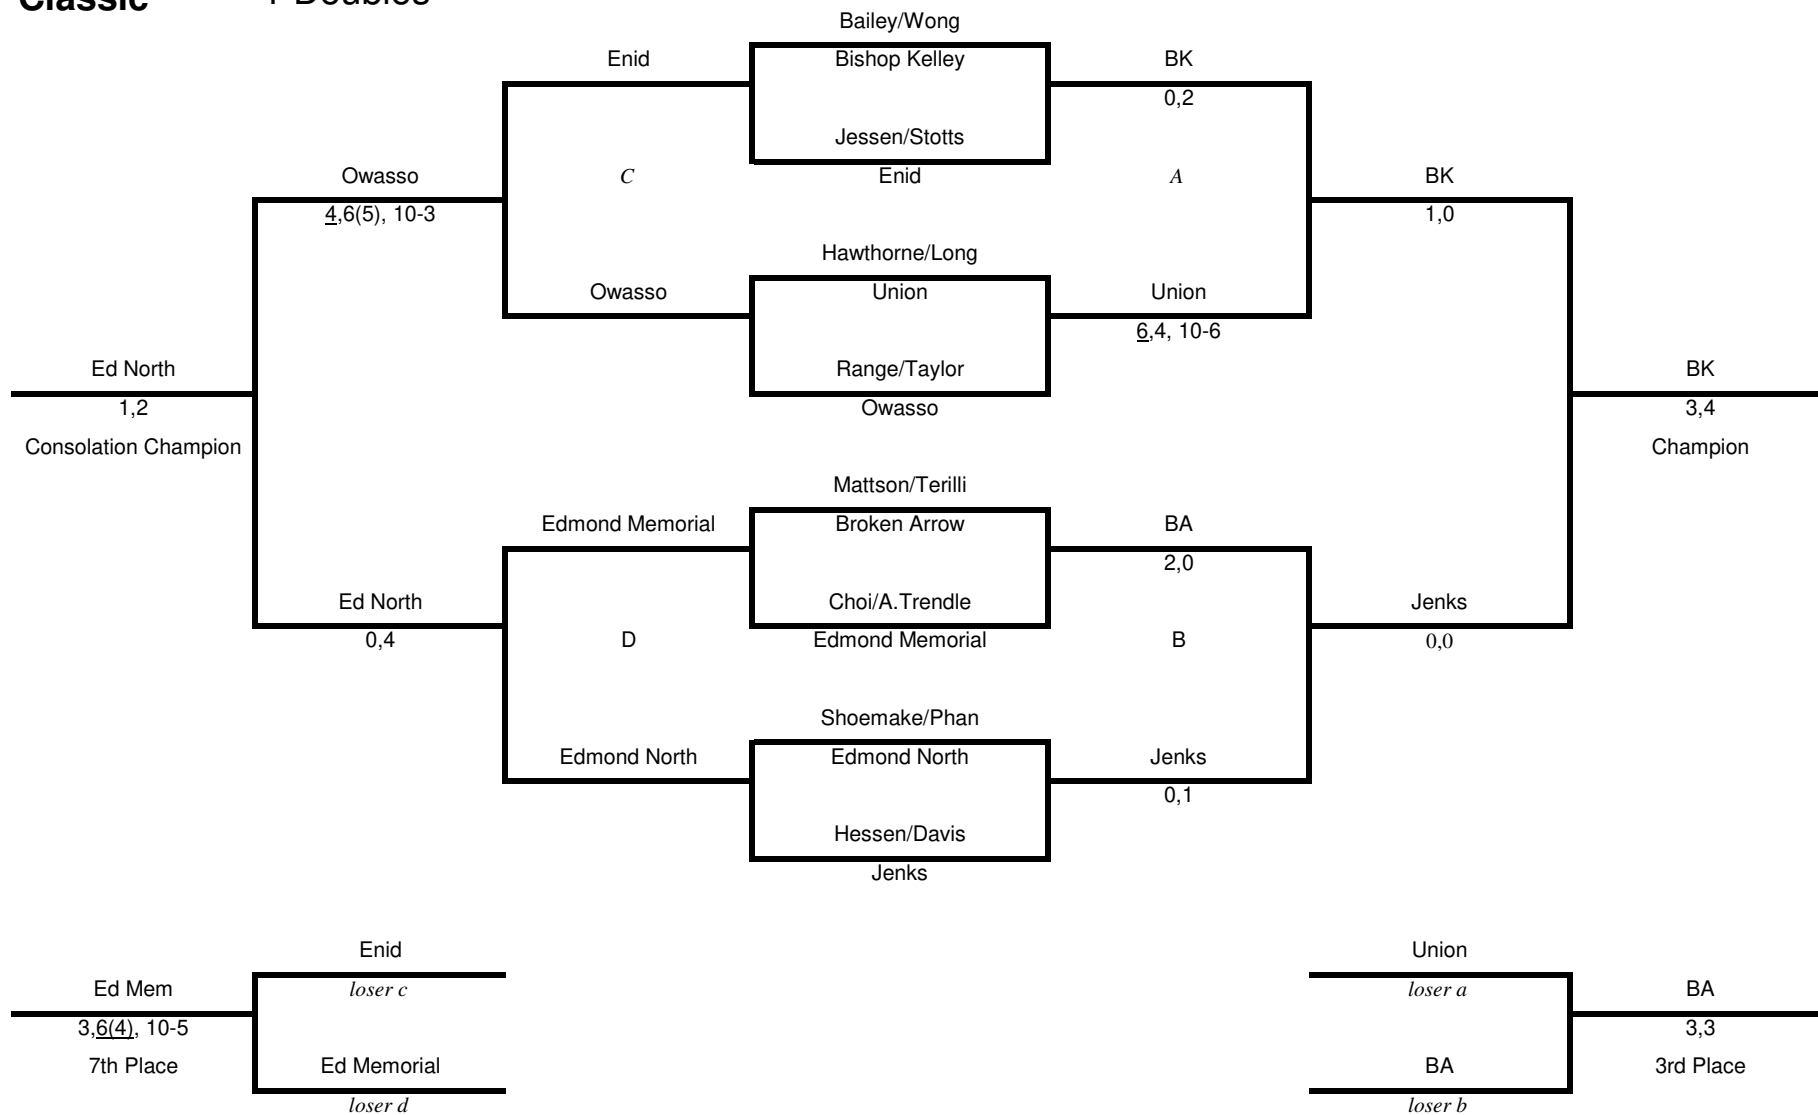 Classic
Doubles
Bailey/Wong
Enid
Bishop Kelley
BK
0,2
Jessen/Stotts
Owasso
C
Enid
A
BK
4,6(5), 10-3
1,0
Hawthorne/Long
Owasso
Union
Union
6,4, 10-6
Ed North
Range/Taylor
BK
1,2
Owasso
3,4
Consolation Champion
Champion
Mattson/Terilli
Edmond Memorial
Broken Arrow
BA
2,0
Ed North
Choi/A.Trendle
Jenks
0,4
D
Edmond Memorial
B
0,0
Shoemake/Phan
Edmond North
Edmond North
Jenks
0,1
Hessen/Davis
Jenks
Enid
Union
Ed Mem
loser c
loser a
BA
3,6(4), 10-5
3,3
7th Place
Ed Memorial
BA
3rd Place
loser d
loser b